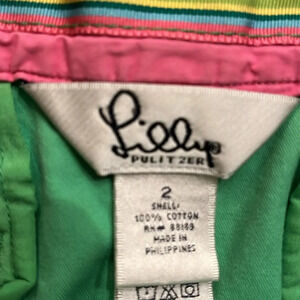 Lilly
PULITZER
2
SHELL:
100% COTTON
RN# 88189
MADE IN
PHILIPPINES